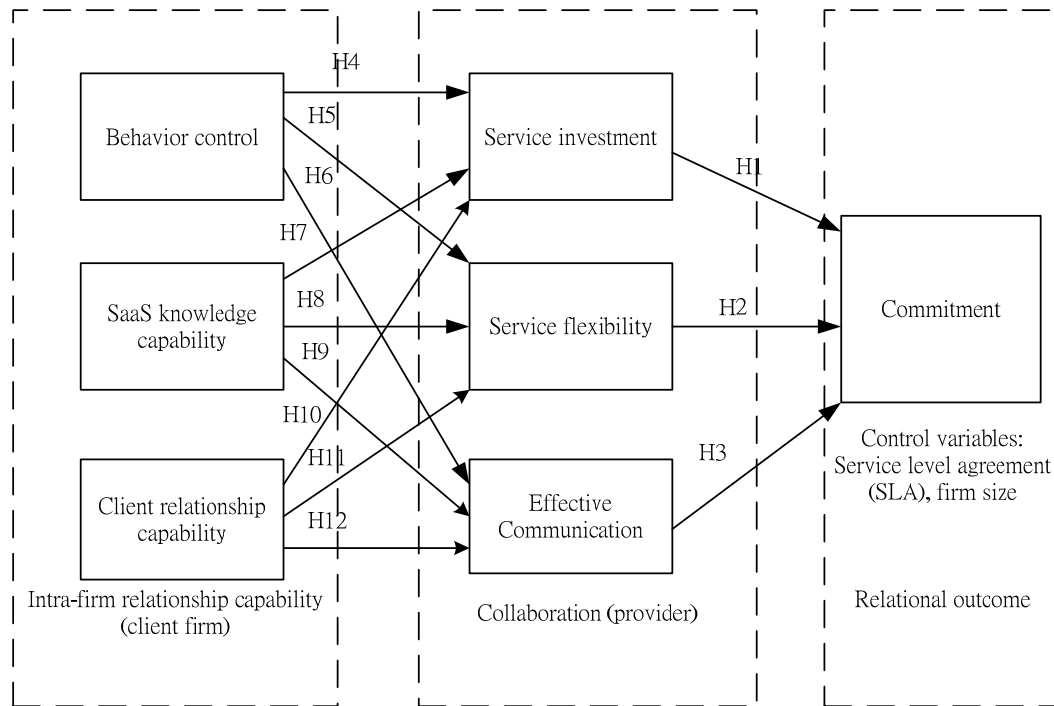 H4
H5
H6
Behavior control
Service investment
H1
H7
H8
H9
SaaS knowledge
capability
Service flexibility
H2
Commitment
H10
H11
H12
Client relationship
capability
Effective
Communication
H3
Control variables:
Service level agreement
(SLA), firm size
Intra-firm relationship capability
(client firm)
Collaboration (provider)
Relational outcome